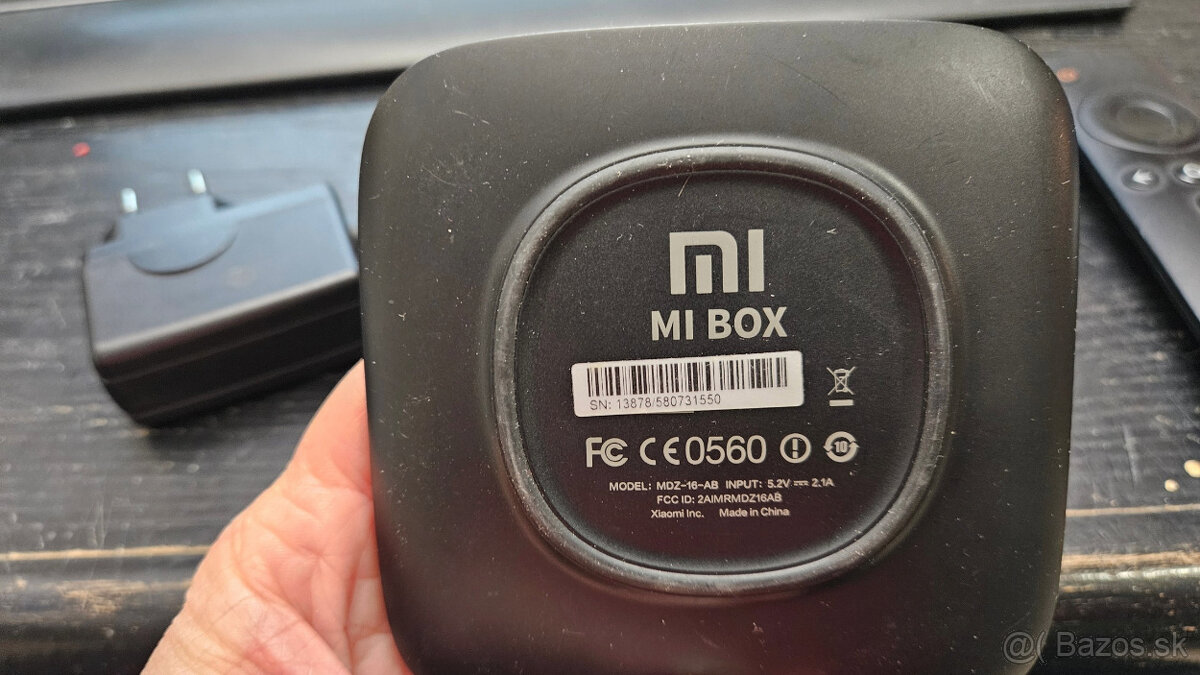 MI
MI BOX
SN: 13878/580731550
FC CE0560
10
MODEL: MDZ-16-AB INPUT: 5.2V⎓2.1A
FCC ID: 2AIMRMDZ16AB
Xiaomi Inc. Made in China
@( Bazos.sk